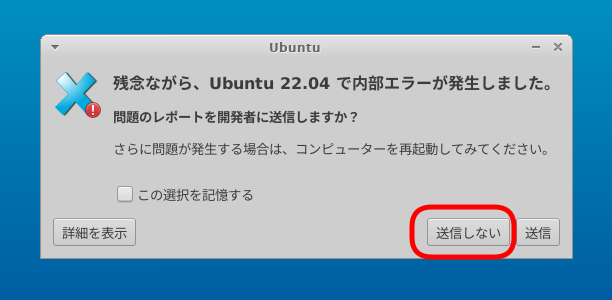 Ubuntu
残念ながら、Ubuntu 22.04 で内部エラーが発生しました。
問題のレポートを開発者に送信しますか？
さらに問題が発生する場合は、コンピューターを再起動してみてください。
この選択を記憶する
詳細を表示 送信しない 送信